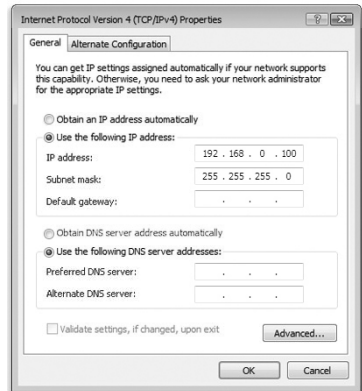 Internet Protocol Version 4 (TCP/IPv4) Properties
General
Alternate Configuration
You can get IP settings assigned automatically if your network supports
this capability. Otherwise, you need to ask your network administrator
for the appropriate IP settings.
Obtain an IP address automatically
Use the following IP address:
IP address: 192 . 168 . 0 . 100
Subnet mask: 255 . 255 . 255 . 0
Default gateway: . . .
Obtain DNS server address automatically
Use the following DNS server addresses:
Preferred DNS server: . . .
Alternate DNS server: . . .
Validate settings, if changed, upon exit
Advanced...
OK
Cancel